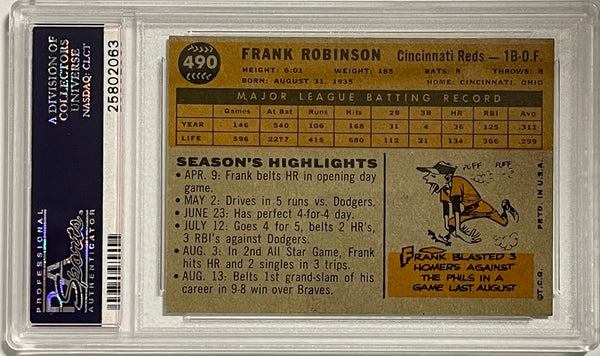 A DIVISION OF
COLLECTORS
UNIVERSE
NASDAQ: CLCT
25802063
PSA
Sports
PROFESSIONAL
AUTHENTICATOR
490
FRANK ROBINSON Cincinnati Reds — 1B-O.F.
HEIGHT: 6:01 WEIGHT: 185 BATS: R THROWS: R
BORN: AUGUST 31, 1935 HOME: CINCINNATI, OHIO
MAJOR LEAGUE BATTING RECORD
Games At Bat Runs Hits 2B 3B HR RBI Avg.
YEAR 146 540 106 168 31 4 36 125 .311
LIFE 596 2277 415 680 112 21 134 366 .299
SEASON'S HIGHLIGHTS
• APR. 9: Frank belts HR in opening day
game.
• MAY 2: Drives in 5 runs vs. Dodgers.
• JUNE 23: Has perfect 4-for-4 day.
• JULY 12: Goes 4 for 5, belts 2 HR's,
3 RBI's against Dodgers.
• AUG. 3: In 2nd All Star Game, Frank
hits HR and 2 singles in 3 trips.
• AUG. 13: Belts 1st grand-slam of his
career in 9-8 win over Braves.
PUFF PUFF
FRANK BLASTED 3
HOMERS AGAINST
THE PHILS IN A
GAME LAST AUGUST
©T.C.G. PRTD. IN U.S.A.